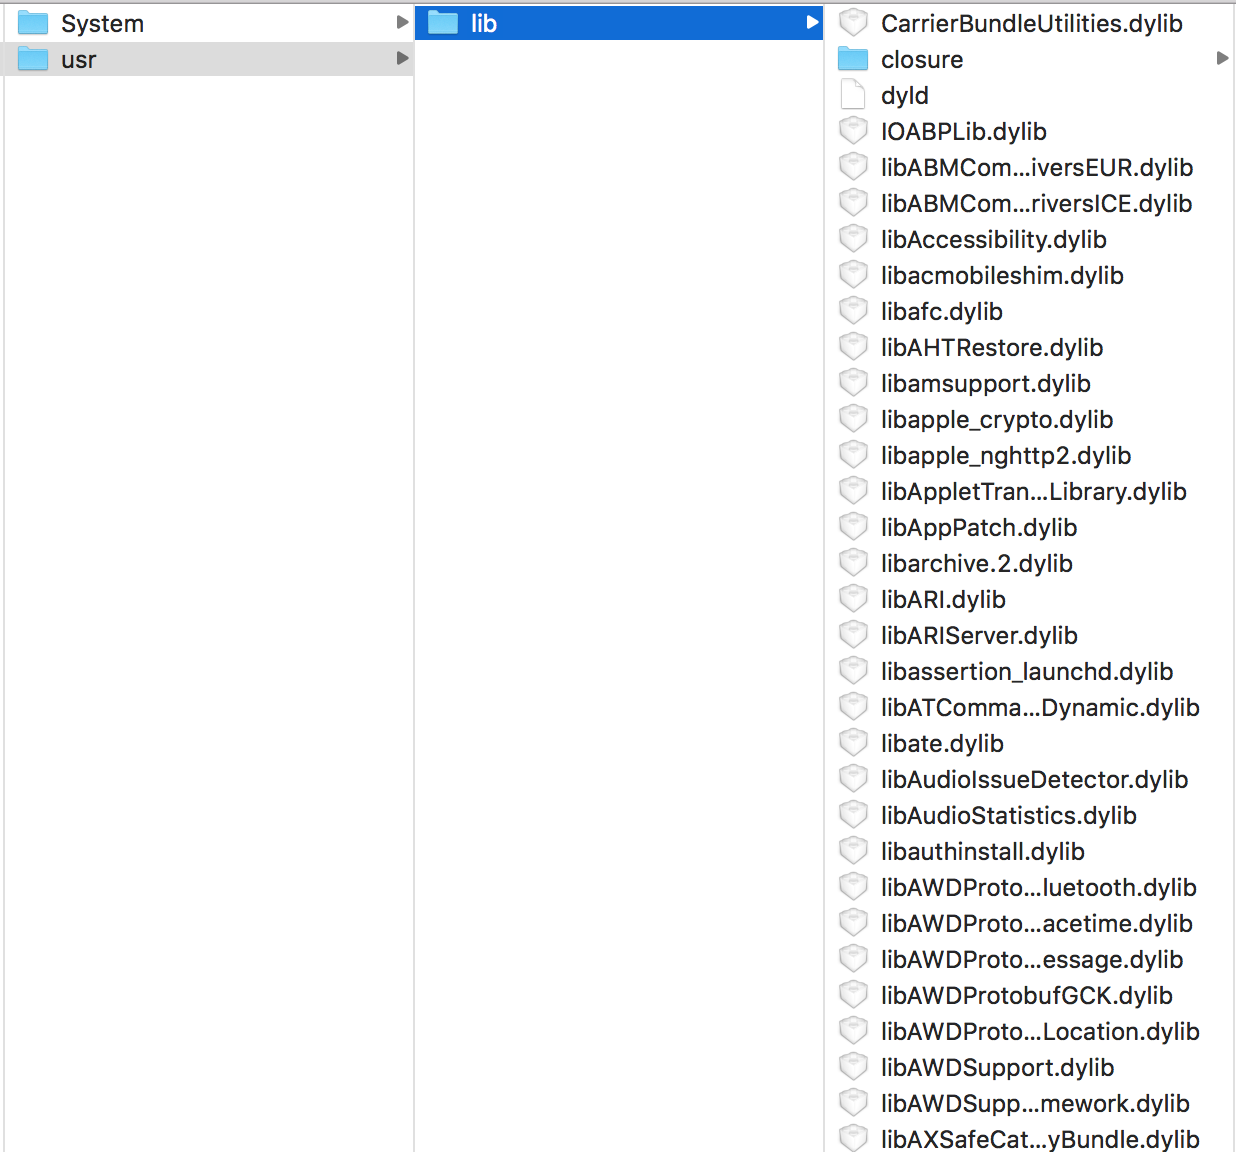 System
usr
lib
CarrierBundleUtilities.dylib
closure
dyld
IOABPLib.dylib
libABMCom...iversEUR.dylib
libABMCom...riversICE.dylib
libAccessibility.dylib
libacmobileshim.dylib
libafc.dylib
libAHTRestore.dylib
libamsupport.dylib
libapple_crypto.dylib
libapple_nghttp2.dylib
libAppletTran...Library.dylib
libAppPatch.dylib
libarchive.2.dylib
libARI.dylib
libARIServer.dylib
libassertion_launchd.dylib
libATComma...Dynamic.dylib
libate.dylib
libAudioIssueDetector.dylib
libAudioStatistics.dylib
libauthinstall.dylib
libAWDProto...luetooth.dylib
libAWDProto...acetime.dylib
libAWDProto...essage.dylib
libAWDProtobufGCK.dylib
libAWDProto...Location.dylib
libAWDSupport.dylib
libAWDSupp...mework.dylib
libAXSafeCat...yBundle.dylib